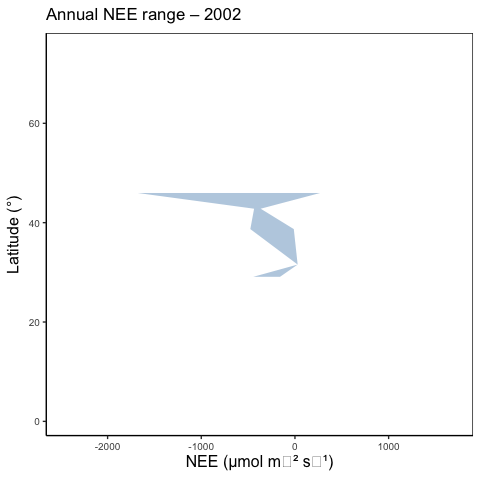 Annual NEE range – 2002
60
40
20
0
Latitude (°)
-2000 -1000 0 1000
NEE (μmol m□² s□¹)